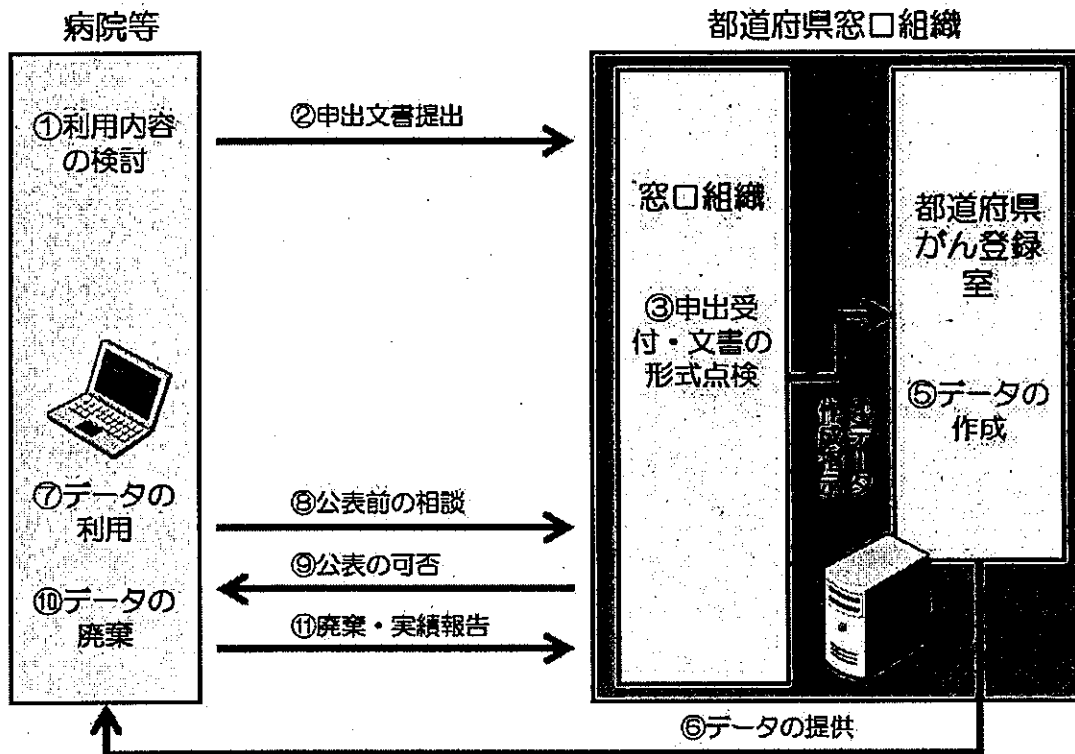 病院等
都道府県窓口組織
①利用内容
の検討
②申出文書提出
窓口組織
③申出受
付・文書の
形式点検
都道府県
がん登録
室
⑤データの
作成
⑦データの
利用
⑧公表前の相談
⑨公表の可否
⑩データの
廃棄
⑪廃棄・実績報告
⑥データの提供